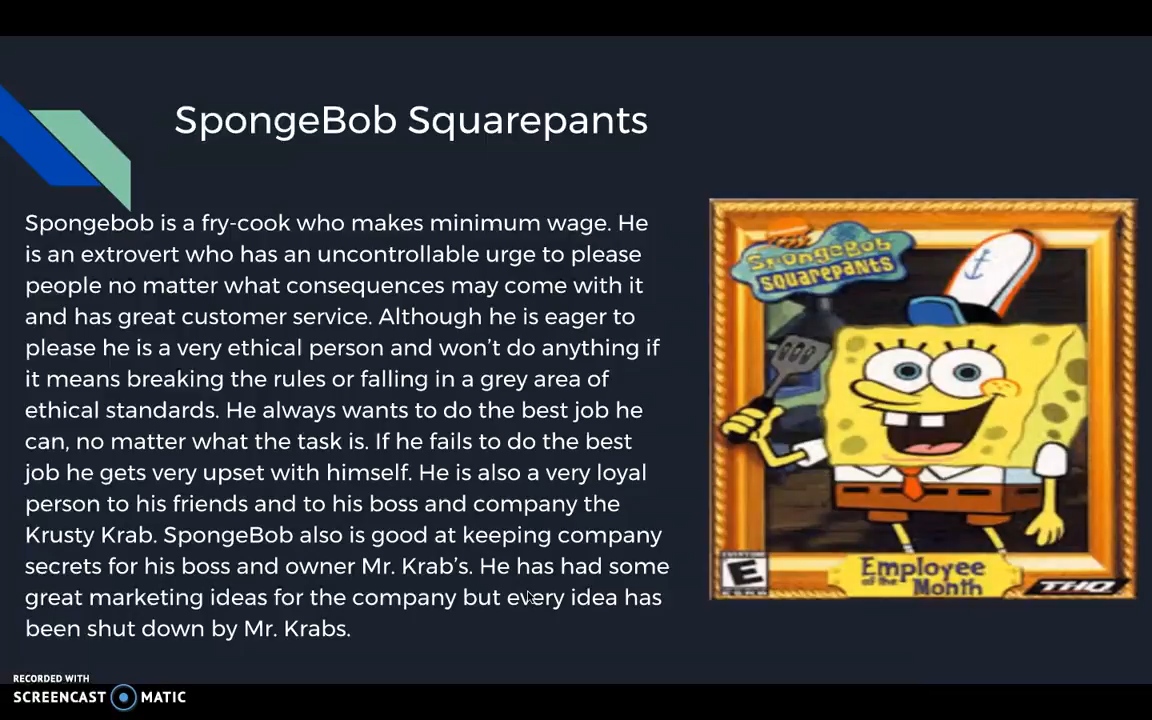 SpongeBob Squarepants
Spongebob is a fry-cook who makes minimum wage. He
is an extrovert who has an uncontrollable urge to please
people no matter what consequences may come with it
and has great customer service. Although he is eager to
please he is a very ethical person and won’t do anything if
it means breaking the rules or falling in a grey area of
ethical standards. He always wants to do the best job he
can, no matter what the task is. If he fails to do the best
job he gets very upset with himself. He is also a very loyal
person to his friends and to his boss and company the
Krusty Krab. SpongeBob also is good at keeping company
secrets for his boss and owner Mr. Krab’s. He has had some
great marketing ideas for the company but every idea has
been shut down by Mr. Krabs.
SpongeBob
SquarePants
EVERYONE
E
Employee
of the
Month
THQ
RECORDED WITH
SCREENCAST MATIC